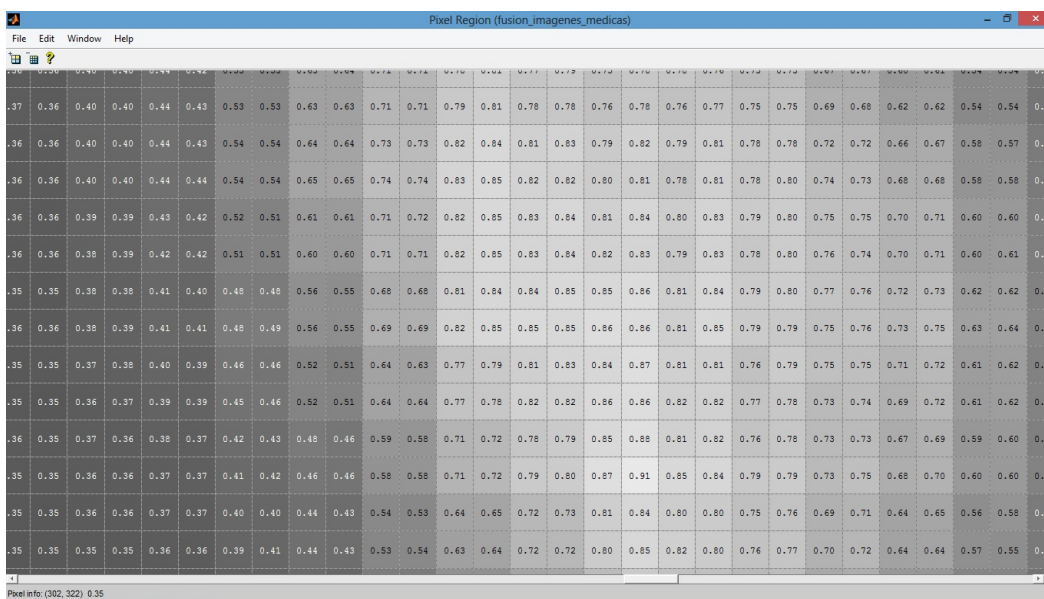 Pixel Region (fusion_imagenes_medicas)
File Edit Window Help
.37 0.36 0.40 0.40 0.44 0.43 0.53 0.53 0.63 0.63 0.71 0.71 0.79 0.81 0.78 0.78 0.76 0.78 0.76 0.77 0.75 0.75 0.69 0.68 0.62 0.62 0.54 0.54 0.
.36 0.36 0.40 0.40 0.44 0.43 0.54 0.54 0.64 0.64 0.73 0.73 0.82 0.84 0.81 0.83 0.79 0.82 0.79 0.81 0.78 0.78 0.72 0.72 0.66 0.67 0.58 0.57 0.
.36 0.36 0.40 0.40 0.44 0.44 0.54 0.54 0.65 0.65 0.74 0.74 0.83 0.85 0.82 0.82 0.80 0.81 0.78 0.81 0.78 0.80 0.74 0.73 0.68 0.68 0.58 0.58 0.
.36 0.36 0.39 0.39 0.43 0.42 0.52 0.51 0.61 0.61 0.71 0.72 0.82 0.85 0.83 0.84 0.81 0.84 0.80 0.83 0.79 0.80 0.75 0.75 0.70 0.71 0.60 0.60 0.
.36 0.36 0.38 0.39 0.42 0.42 0.51 0.51 0.60 0.60 0.71 0.71 0.82 0.85 0.83 0.84 0.82 0.83 0.79 0.83 0.78 0.80 0.76 0.74 0.70 0.71 0.60 0.61 0.
.35 0.35 0.38 0.38 0.41 0.40 0.48 0.48 0.56 0.55 0.68 0.68 0.81 0.84 0.84 0.85 0.85 0.86 0.81 0.84 0.79 0.80 0.77 0.76 0.72 0.73 0.62 0.62 0.
.36 0.36 0.38 0.39 0.41 0.41 0.48 0.49 0.56 0.55 0.69 0.69 0.82 0.85 0.85 0.85 0.86 0.86 0.81 0.85 0.79 0.79 0.75 0.76 0.73 0.75 0.63 0.64 0.
.35 0.35 0.37 0.38 0.40 0.39 0.46 0.46 0.52 0.51 0.64 0.63 0.77 0.79 0.81 0.83 0.84 0.87 0.81 0.81 0.76 0.79 0.75 0.75 0.71 0.72 0.61 0.62 0.
.35 0.35 0.36 0.37 0.39 0.39 0.45 0.46 0.52 0.51 0.64 0.64 0.77 0.78 0.82 0.82 0.86 0.86 0.82 0.82 0.77 0.78 0.73 0.74 0.69 0.72 0.61 0.62 0.
.36 0.35 0.37 0.36 0.38 0.37 0.42 0.43 0.48 0.46 0.59 0.58 0.71 0.72 0.78 0.79 0.85 0.88 0.81 0.82 0.76 0.78 0.73 0.73 0.67 0.69 0.59 0.60 0.
.35 0.35 0.36 0.36 0.37 0.37 0.41 0.42 0.46 0.46 0.58 0.58 0.71 0.72 0.79 0.80 0.87 0.91 0.85 0.84 0.79 0.79 0.73 0.75 0.68 0.70 0.60 0.60 0.
.35 0.35 0.36 0.36 0.37 0.37 0.40 0.40 0.44 0.43 0.54 0.53 0.64 0.65 0.72 0.73 0.81 0.84 0.80 0.80 0.75 0.76 0.69 0.71 0.64 0.65 0.56 0.58 0.
.35 0.35 0.35 0.35 0.36 0.36 0.39 0.41 0.44 0.43 0.53 0.54 0.63 0.64 0.72 0.72 0.80 0.85 0.82 0.80 0.76 0.77 0.70 0.72 0.64 0.64 0.57 0.55 0.
Pixel info: (302, 322) 0.35